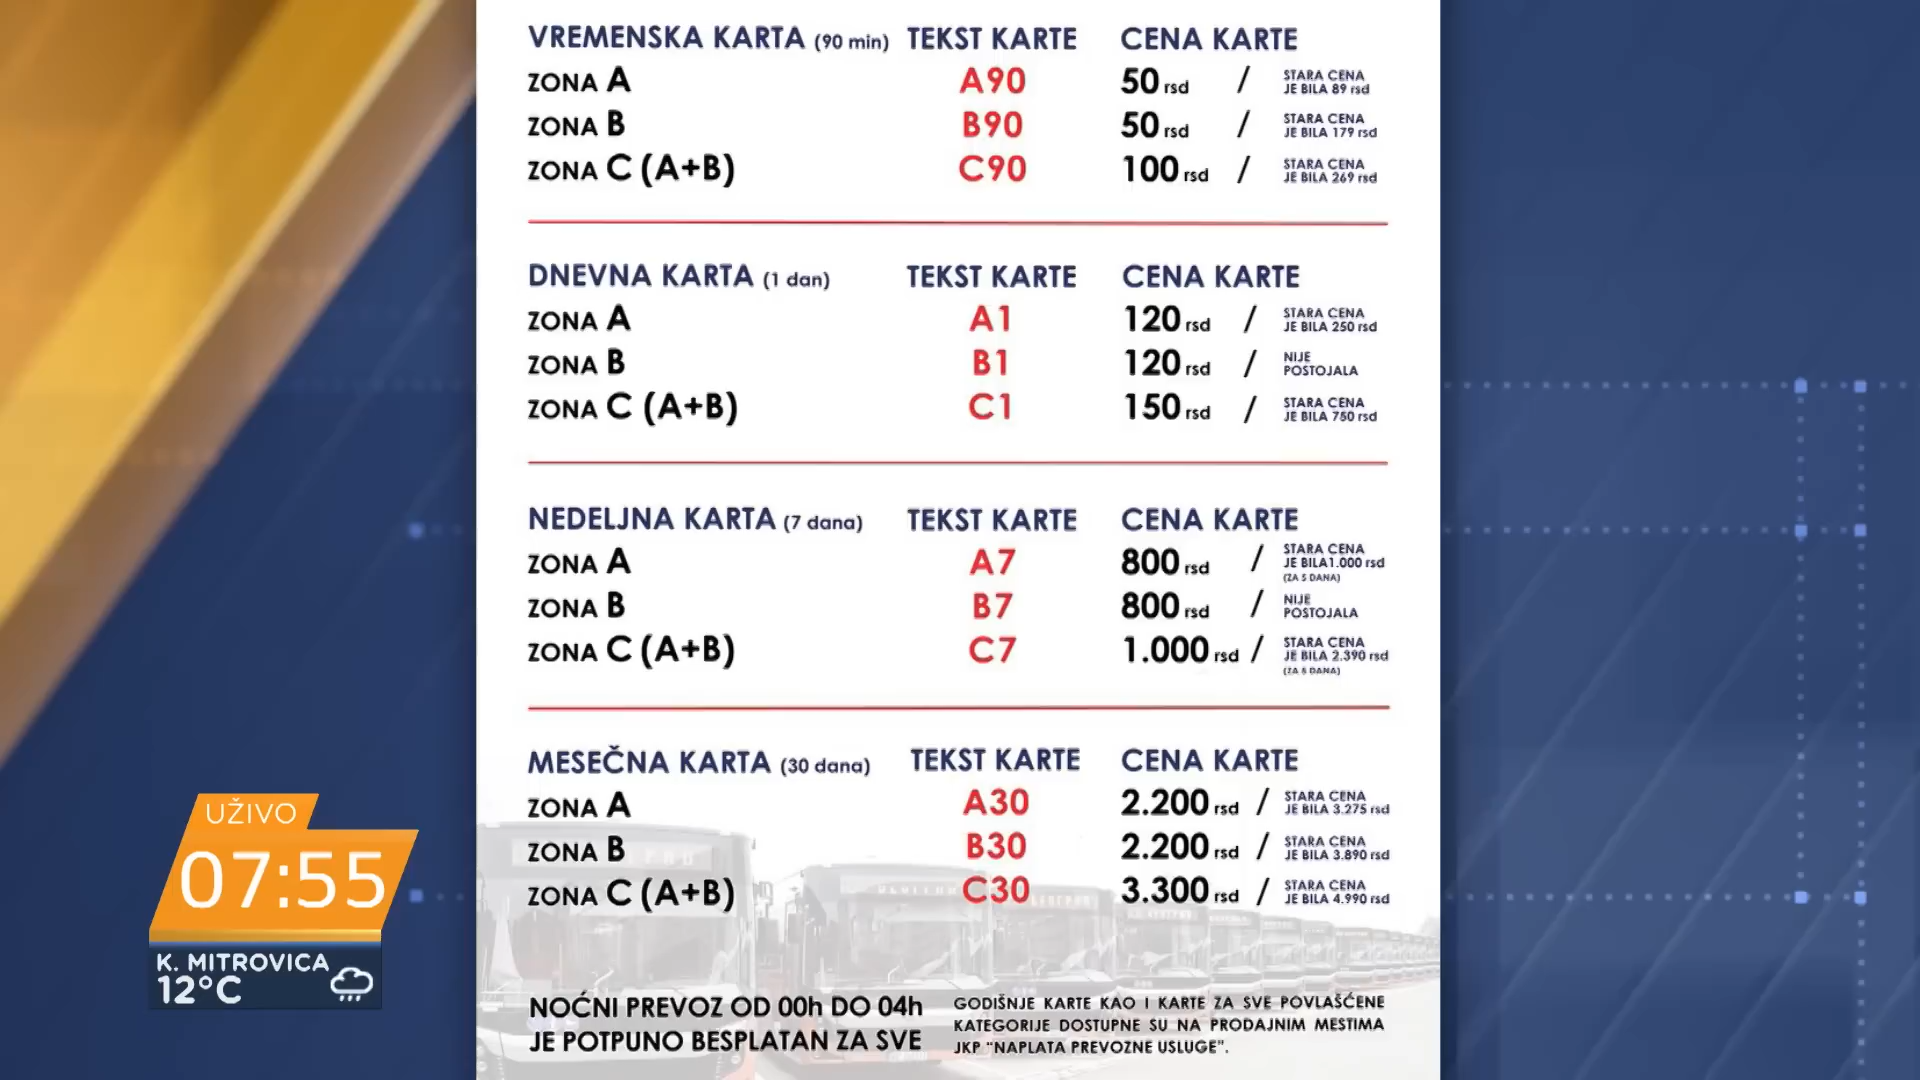 VREMENSKA KARTA (90 min) TEKST KARTE CENA KARTE
ZONA A A90 50 rsd / STARA CENA
JE BILA 89 rsd
ZONA B B90 50 rsd / STARA CENA
JE BILA 179 rsd
ZONA C (A+B) C90 100 rsd / STARA CENA
JE BILA 269 rsd
DNEVNA KARTA (1 dan) TEKST KARTE CENA KARTE
ZONA A A1 120 rsd / STARA CENA
JE BILA 250 rsd
ZONA B B1 120 rsd / NIJE
POSTOJALA
ZONA C (A+B) C1 150 rsd / STARA CENA
JE BILA 750 rsd
NEDELJNA KARTA (7 dana) TEKST KARTE CENA KARTE
ZONA A A7 800 rsd / STARA CENA
JE BILA1.000 rsd
(ZA 5 DANA)
ZONA B B7 800 rsd / NIJE
POSTOJALA
ZONA C (A+B) C7 1.000 rsd / STARA CENA
JE BILA 2.390 rsd
(ZA 5 DANA)
MESEČNA KARTA (30 dana) TEKST KARTE CENA KARTE
ZONA A A30 2.200 rsd / STARA CENA
JE BILA 3.275 rsd
ZONA B B30 2.200 rsd / STARA CENA
JE BILA 3.890 rsd
ZONA C (A+B) C30 3.300 rsd / STARA CENA
JE BILA 4.990 rsd
NOĆNI PREVOZ OD 00h DO 04h
JE POTPUNO BESPLATAN ZA SVE
GODIŠNJE KARTE KAO I KARTE ZA SVE POVLAŠĆENE
KATEGORIJE DOSTUPNE SU NA PRODAJNIM MESTIMA
JKP "NAPLATA PREVOZNE USLUGE".
UŽIVO
07:55
K. MITROVICA
12°C